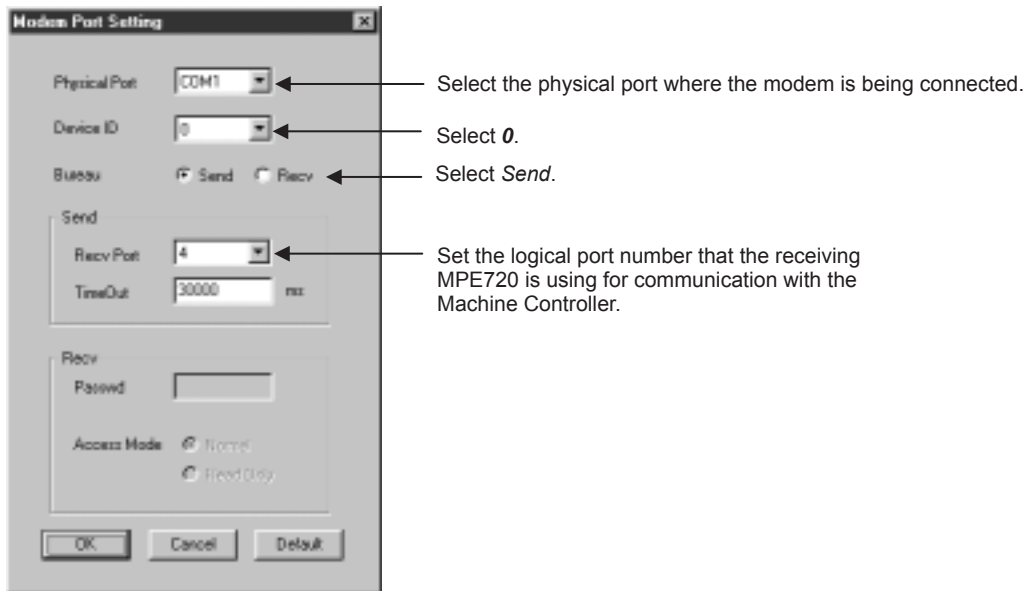 Modem Port Setting
Physical Port COM1
Select the physical port where the modem is being connected.
Device ID 0
Select 0.
Bureau Send Recv
Select Send.
Send
Recv Port 4
Set the logical port number that the receiving
MPE720 is using for communication with the
Machine Controller.
TimeOut 30000 ms
Recv
Passwd
Access Mode Normal
Read Only
OK Cancel Default